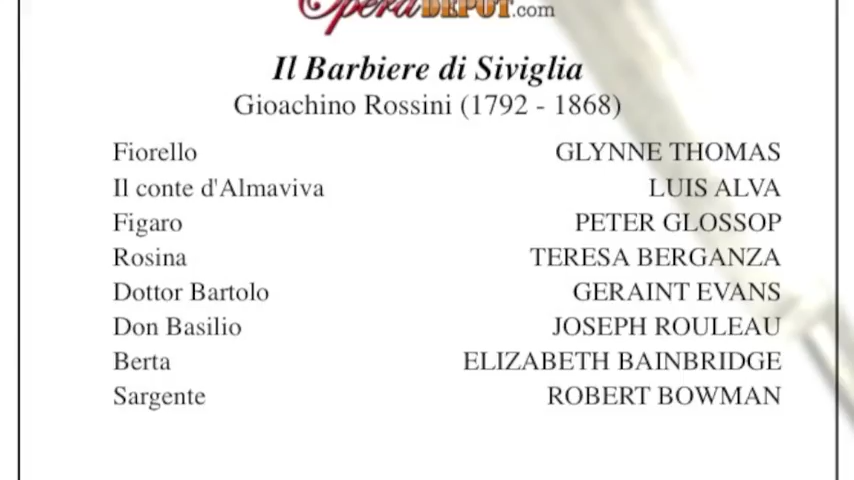 OperaDEPOT.com
Il Barbiere di Siviglia
Gioachino Rossini (1792 - 1868)
Fiorello GLYNNE THOMAS
Il conte d'Almaviva LUIS ALVA
Figaro PETER GLOSSOP
Rosina TERESA BERGANZA
Dottor Bartolo GERAINT EVANS
Don Basilio JOSEPH ROULEAU
Berta ELIZABETH BAINBRIDGE
Sargente ROBERT BOWMAN